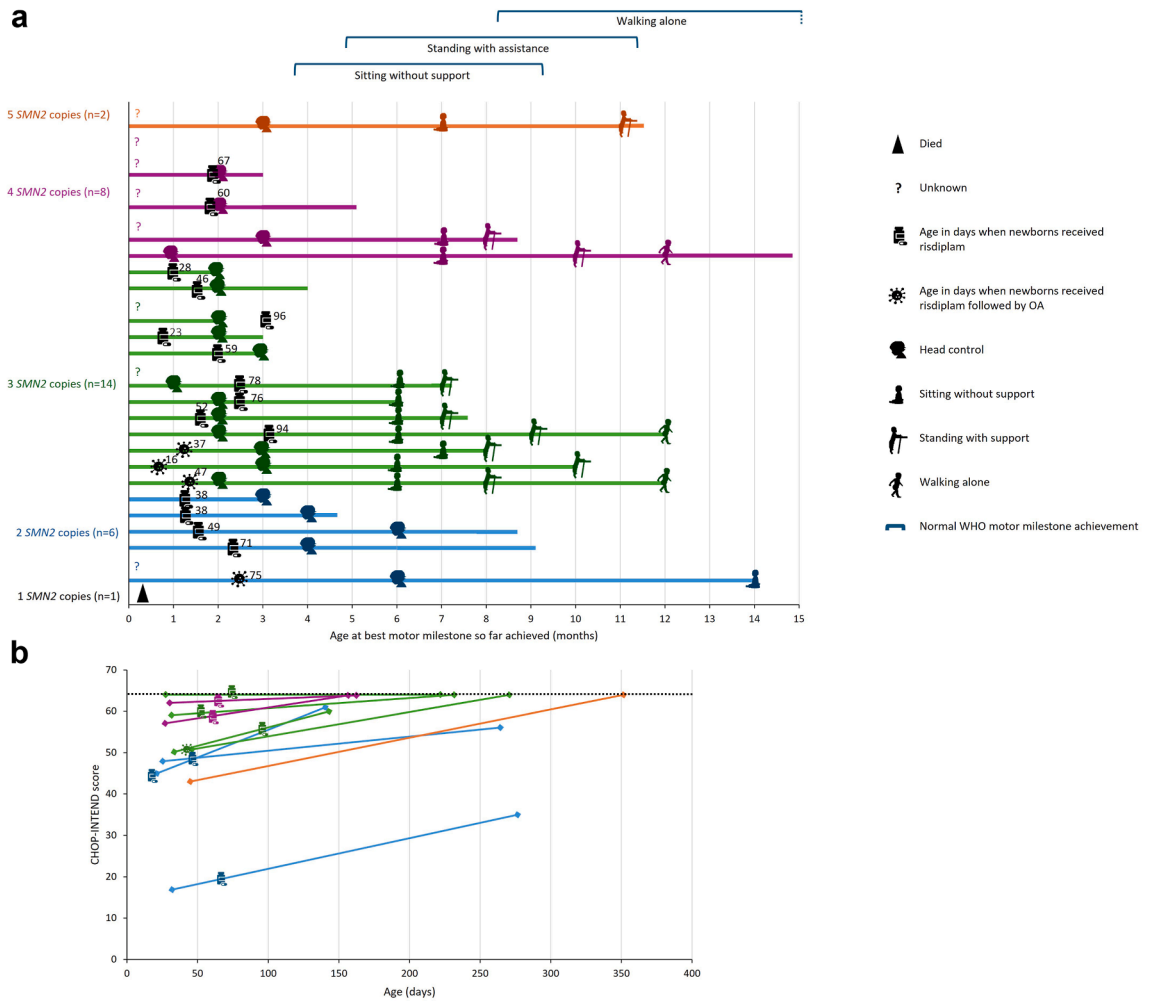 a
Walking alone
Standing with assistance
Sitting without support
5 SMN2 copies (n=2)
?
?
?
67
4 SMN2 copies (n=8)
?
60
?
28
46
?
96
23
59
?
3 SMN2 copies (n=14)
78
76
52
94
37
16
47
38
38
2 SMN2 copies (n=6)
49
71
?
75
1 SMN2 copies (n=1)
0 1 2 3 4 5 6 7 8 9 10 11 12 13 14 15
Age at best motor milestone so far achieved (months)
Died
? Unknown
Age in days when newborns received
risdiplam
Age in days when newborns received
risdiplam followed by OA
Head control
Sitting without support
Standing with support
Walking alone
Normal WHO motor milestone achievement
b
CHOP-INTEND score
70
60
50
40
30
20
10
0
0 50 100 150 200 250 300 350 400
Age (days)